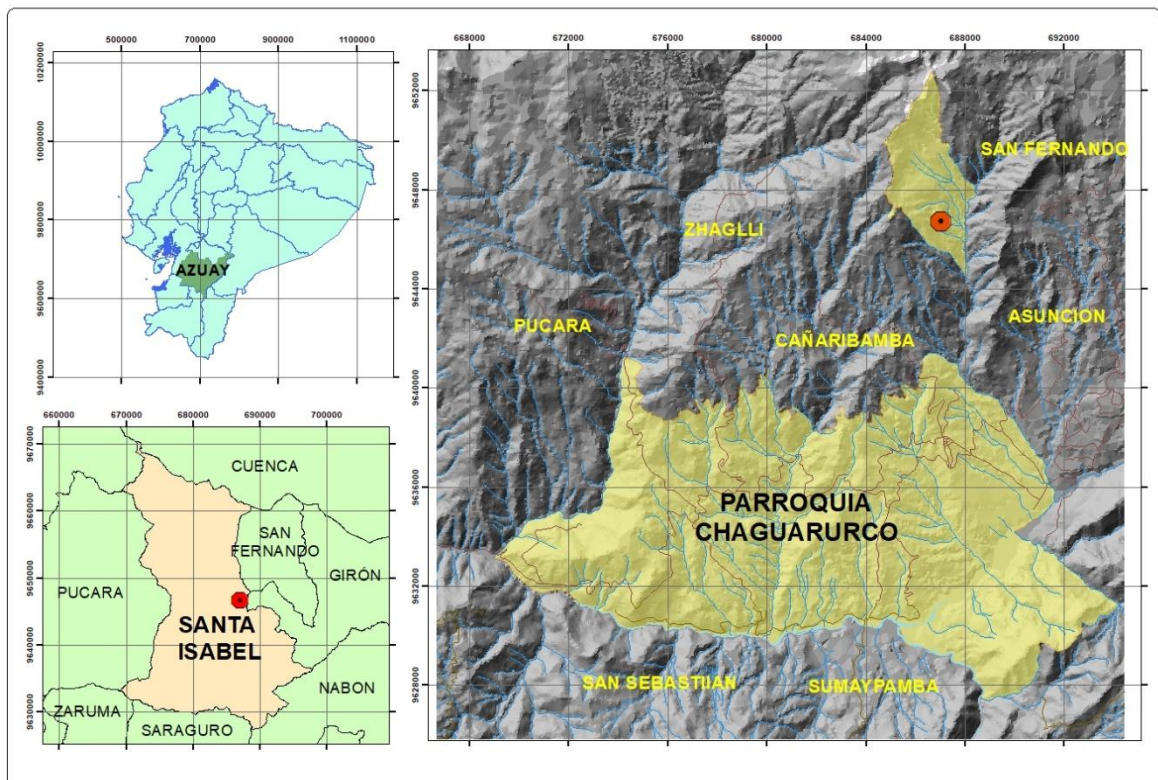 500000 700000 900000 1100000
10200000
10000000
9800000
9600000
9400000
AZUAY
660000 670000 680000 690000 700000
9670000
9660000
9650000
9640000
9630000
CUENCA
SAN
FERNANDO
GIRÓN
PUCARA
SANTA
ISABEL
NABON
ZARUMA
SARAGURO
668000 672000 676000 680000 684000 688000 692000
9652000
9648000
9644000
9640000
9636000
9632000
9628000
SAN FERNANDO
ZHAGLLI
PUCARA
CAÑARIBAMBA
ASUNCION
PARROQUIA
CHAGUARURCO
SAN SEBASTIIAN
SUMAYPAMBA